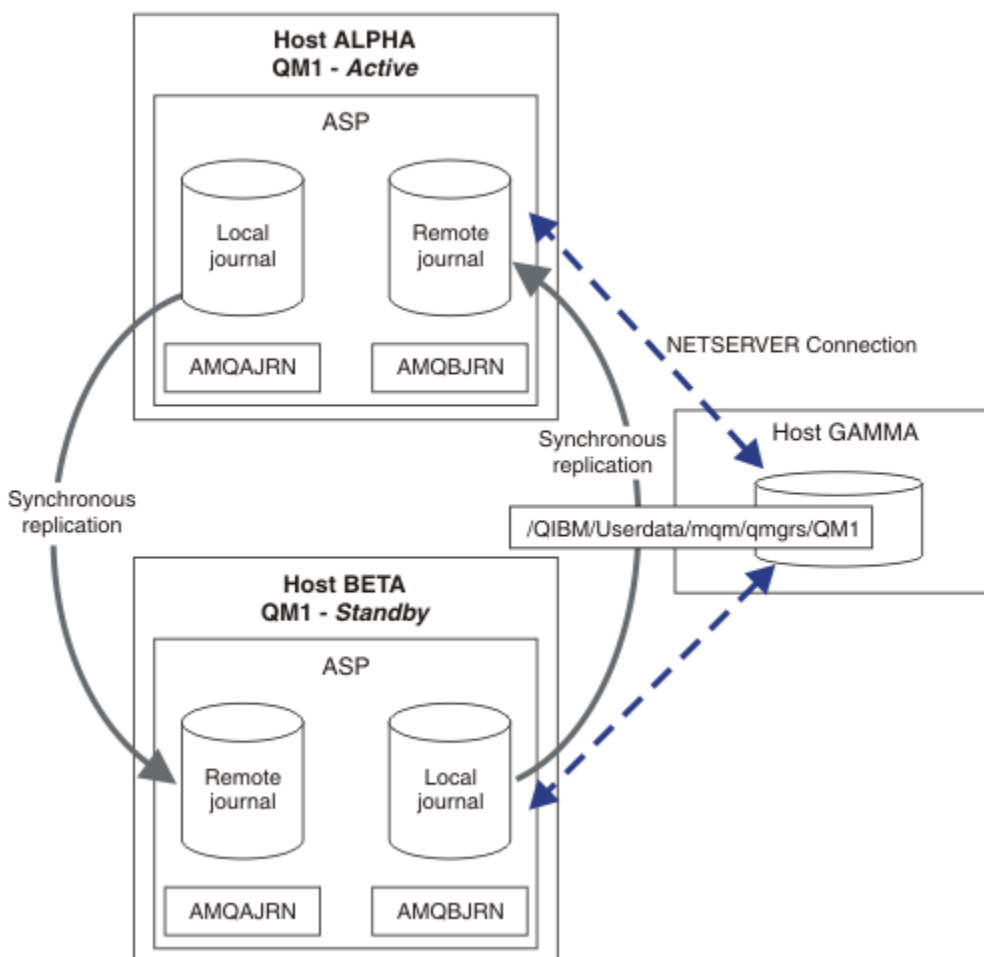 Host ALPHA
QM1 - Active
ASP
Local
journal
Remote
journal
AMQAJRN
AMQBJRN
NETSERVER Connection
Host GAMMA
/QIBM/Userdata/mqm/qmgrs/QM1
Synchronous
replication
Synchronous
replication
Host BETA
QM1 - Standby
ASP
Remote
journal
Local
journal
AMQAJRN
AMQBJRN